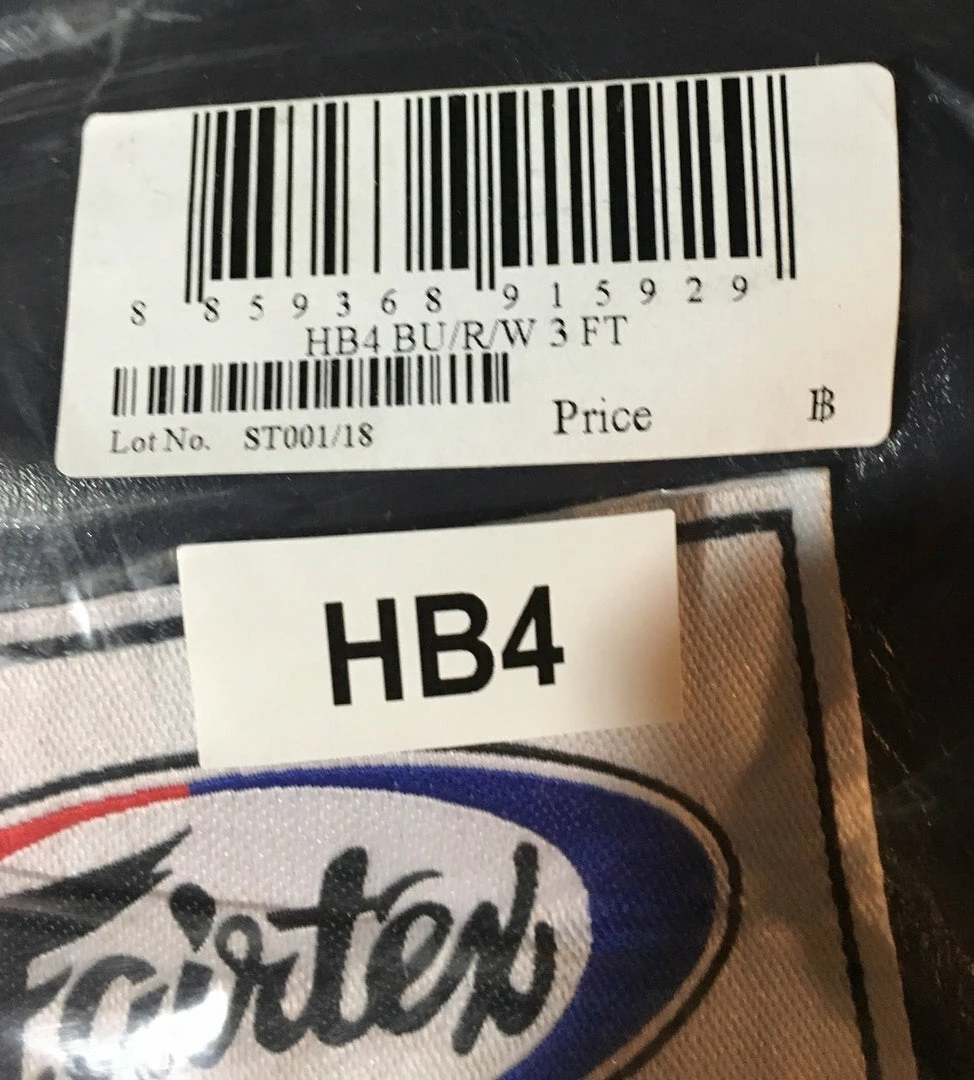 8 859368 915929
HB4 BU/R/W 3 FT
Lot No. ST001/18
Price ฿
HB4
Fairtex